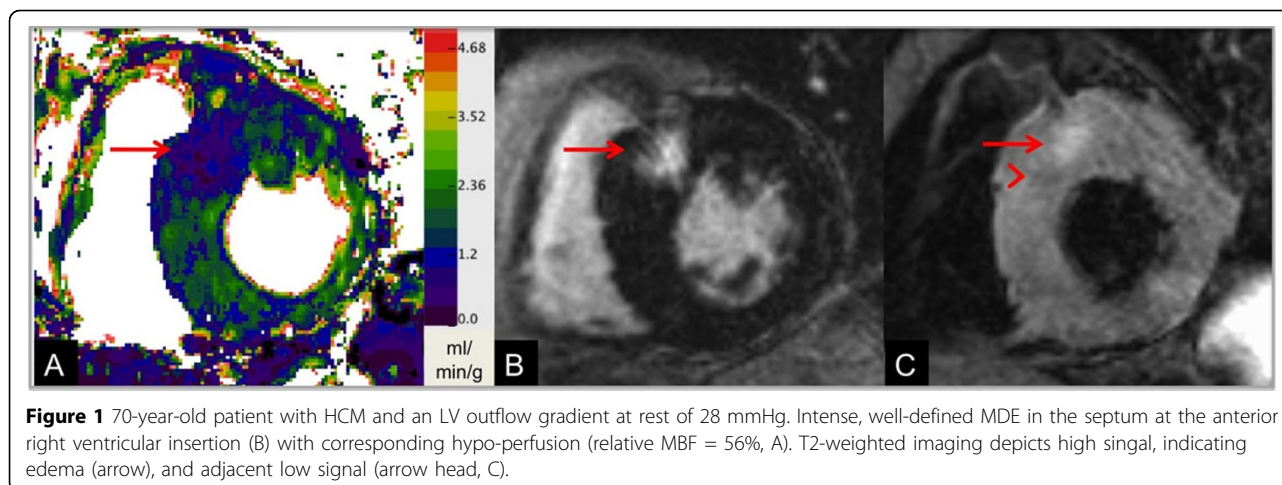 4.68
3.52
2.36
1.2
0.0
ml/
min/g
A
B
C
Figure 1 70-year-old patient with HCM and an LV outflow gradient at rest of 28 mmHg. Intense, well-defined MDE in the septum at the anterior
right ventricular insertion (B) with corresponding hypo-perfusion (relative MBF = 56%, A). T2-weighted imaging depicts high singal, indicating
edema (arrow), and adjacent low signal (arrow head, C).